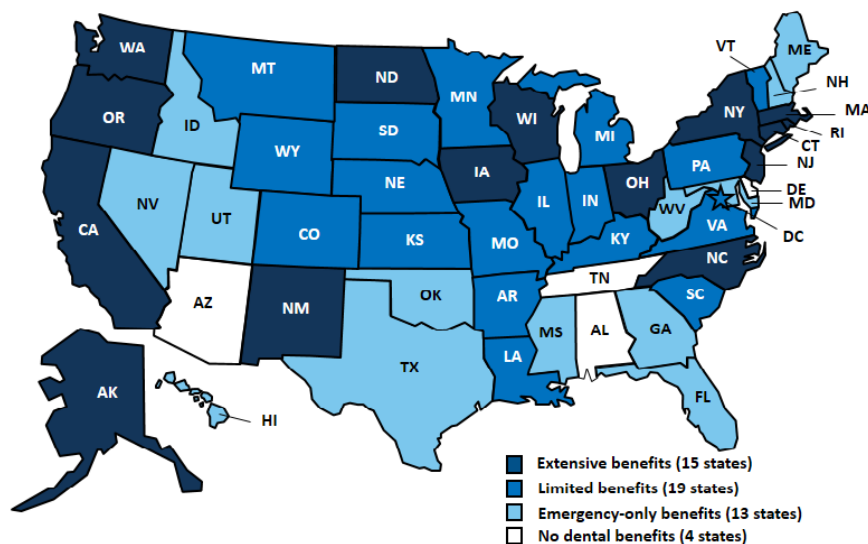 WA
MT
ND
MN
VT
ME
NH
MA
RI
CT
NJ
DE
MD
DC
OR
ID
SD
WI
MI
NY
WY
IA
PA
NE
NV
UT
CO
CA
IL
IN
OH
WV
VA
KS
MO
KY
NC
TN
AZ
NM
OK
AR
SC
MS
AL
GA
LA
TX
FL
AK
HI
Extensive benefits (15 states)
Limited benefits (19 states)
Emergency-only benefits (13 states)
No dental benefits (4 states)